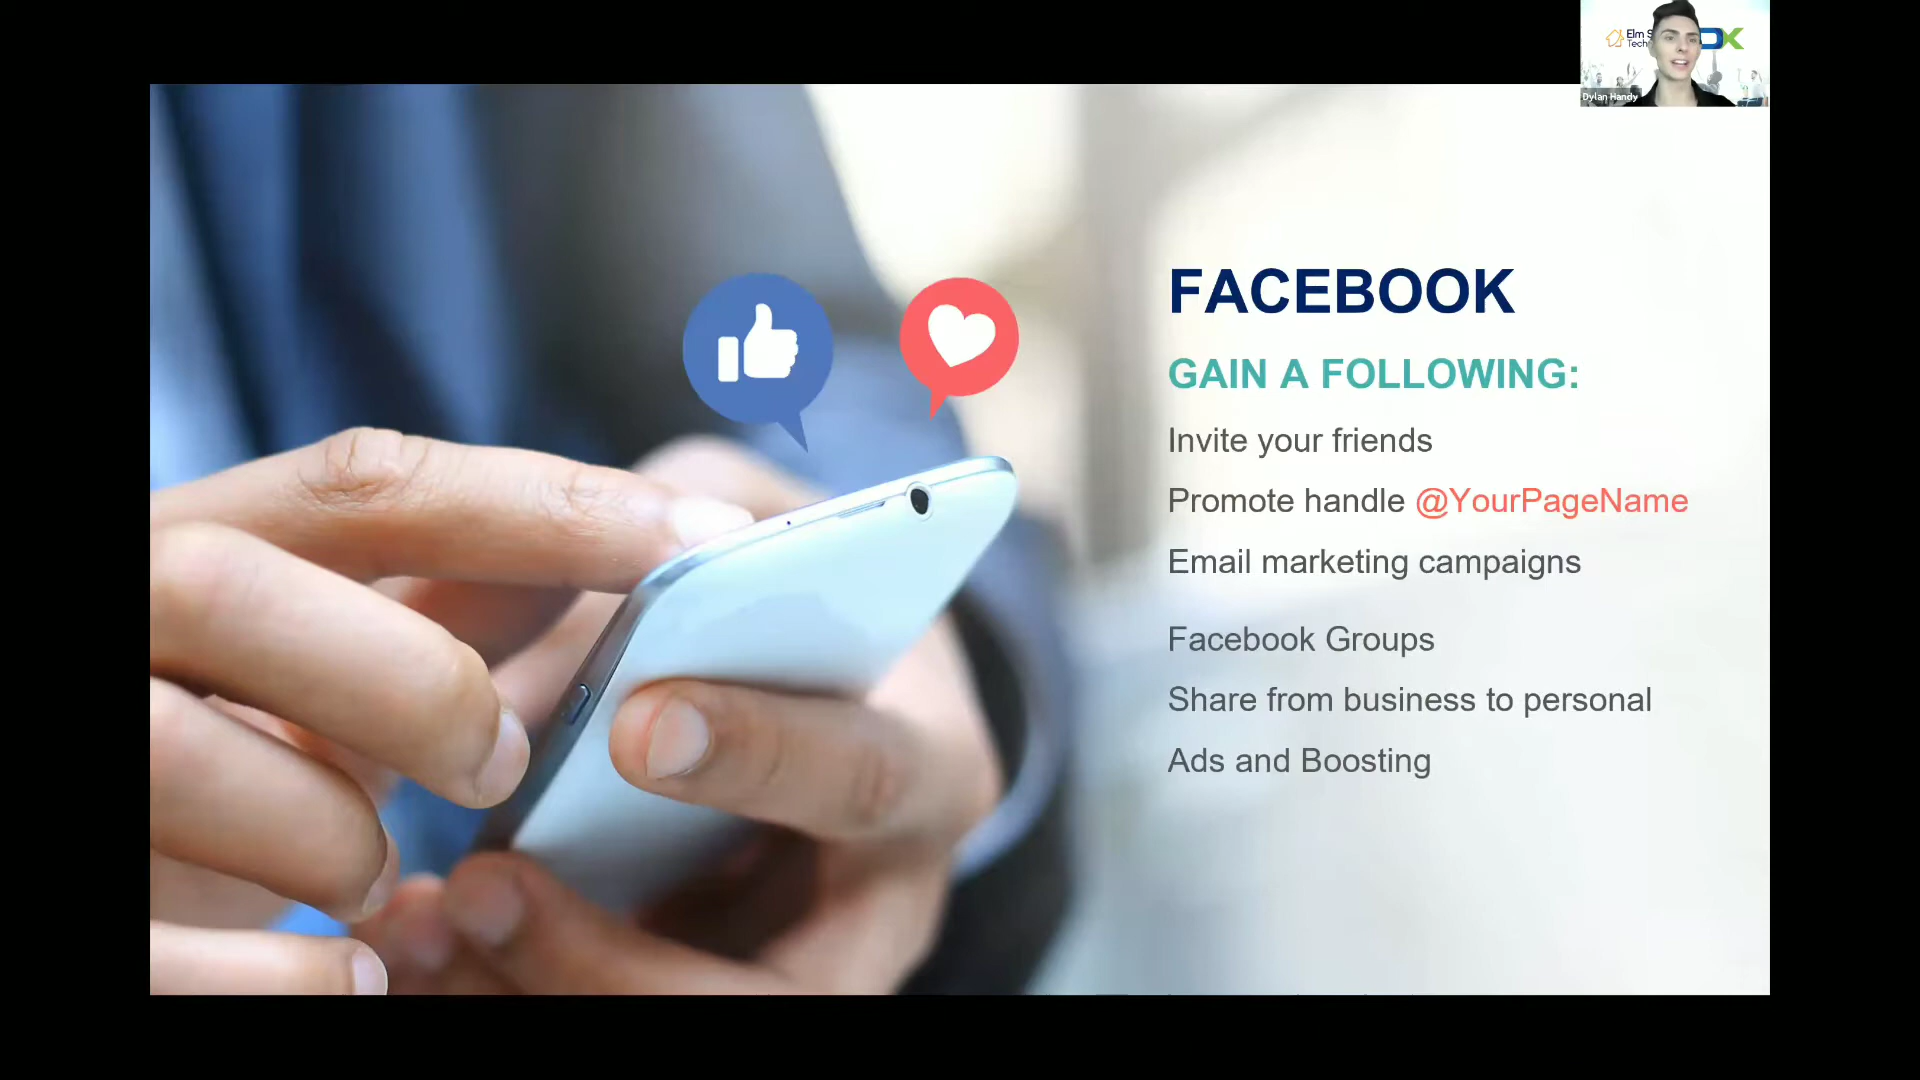 Elm
Dylan Handy
FACEBOOK
GAIN A FOLLOWING:
Invite your friends
Promote handle @YourPageName
Email marketing campaigns
Facebook Groups
Share from business to personal
Ads and Boosting